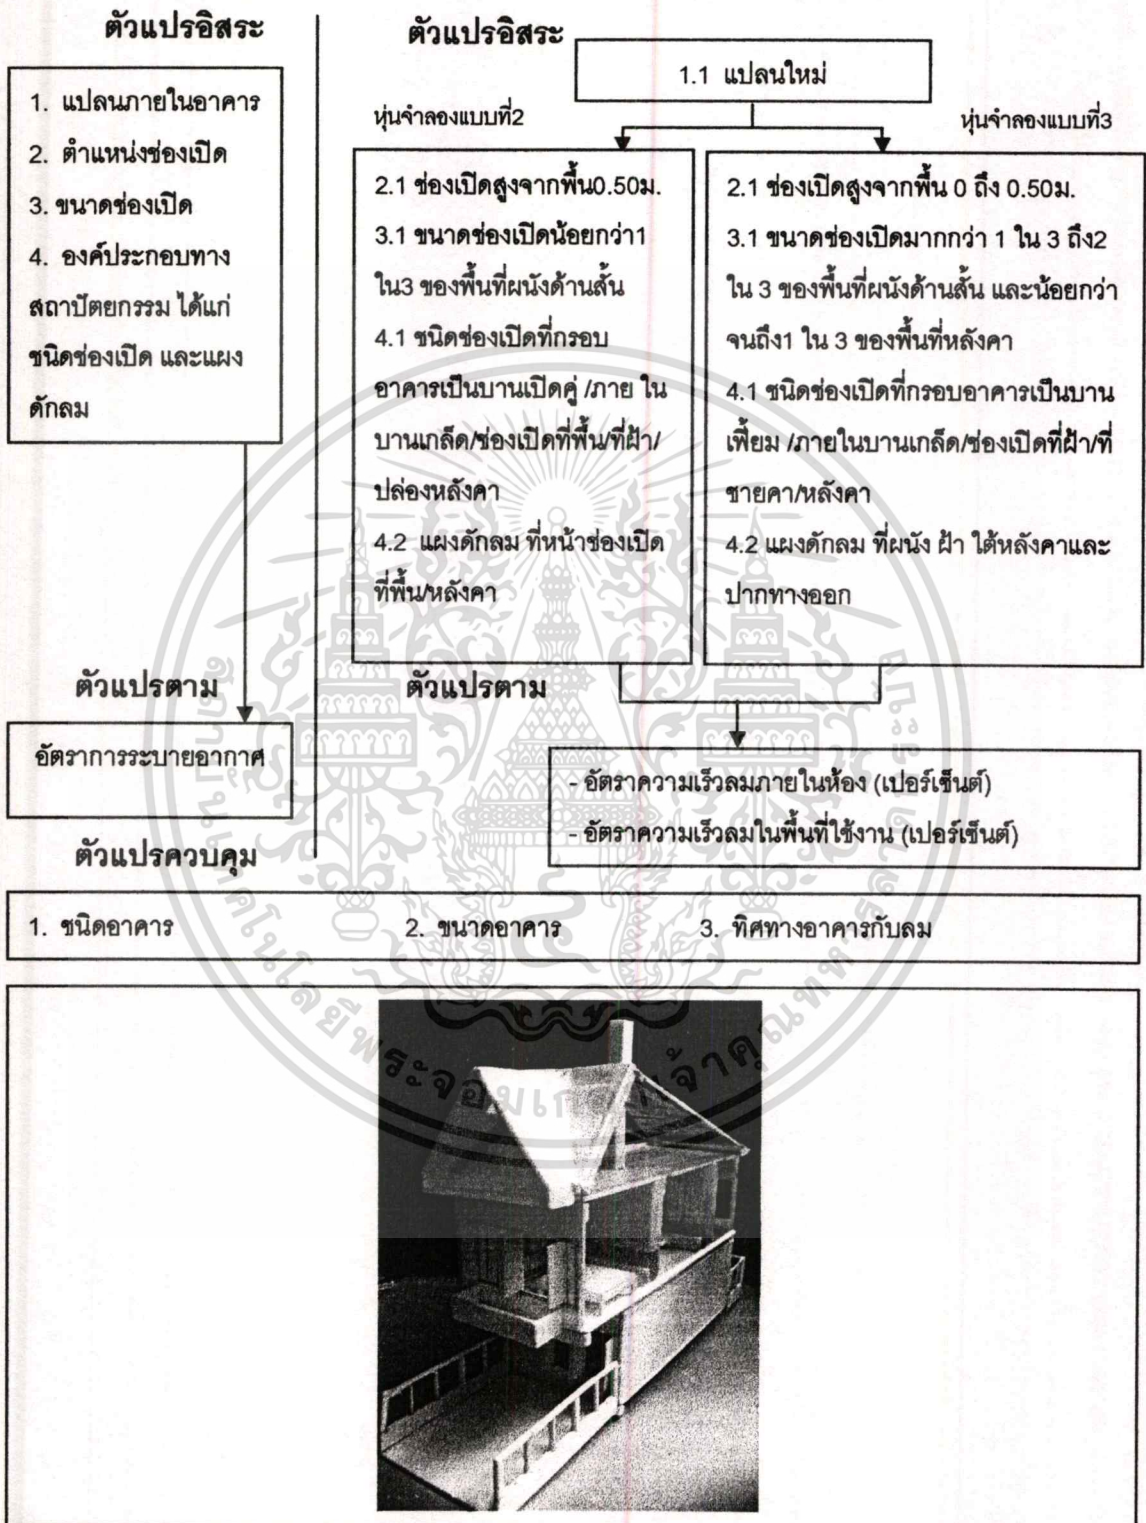 ตัวแปรอิสระ
1. แปลนภายในอาคาร
2. ตำแหน่งช่องเปิด
3. ขนาดช่องเปิด
4. องค์ประกอบทาง
สถาปัตยกรรม ได้แก่
ชนิดช่องเปิด และแผง
ดักลม
ตัวแปรตาม
อัตราการระบายอากาศ
ตัวแปรอิสระ
1.1 แปลนใหม่
หุ่นจำลองแบบที่2
2.1 ช่องเปิดสูงจากพื้น0.50ม.
3.1 ขนาดช่องเปิดน้อยกว่า1
ใน3 ของพื้นที่ผนังด้านสั้น
4.1 ชนิดช่องเปิดที่กรอบ
อาคารเป็นบานเปิดคู่ /ภาย ใน
บานเกล็ด/ช่องเปิดที่พื้น/ที่ฝ้า/
ปล่องหลังคา
4.2 แผงดักลม ที่หน้าช่องเปิด
ที่พื้น/หลังคา
หุ่นจำลองแบบที่3
2.1 ช่องเปิดสูงจากพื้น 0 ถึง 0.50ม.
3.1 ขนาดช่องเปิดมากกว่า 1 ใน 3 ถึง2
ใน 3 ของพื้นที่ผนังด้านสั้น และน้อยกว่า
จนถึง1 ใน 3 ของพื้นที่หลังคา
4.1 ชนิดช่องเปิดที่กรอบอาคารเป็นบาน
เฟี้ยม /ภายในบานเกล็ด/ช่องเปิดที่ฝ้า/ที่
ชายคา/หลังคา
4.2 แผงดักลม ที่ผนัง ฝ้า ใต้หลังคาและ
ปากทางออก
ตัวแปรตาม
- อัตราความเร็วลมภายในห้อง (เปอร์เซ็นต์)
- อัตราความเร็วลมในพื้นที่ใช้งาน (เปอร์เซ็นต์)
ตัวแปรควบคุม
1. ชนิดอาคาร 2. ขนาดอาคาร 3. ทิศทางอาคารกับลม